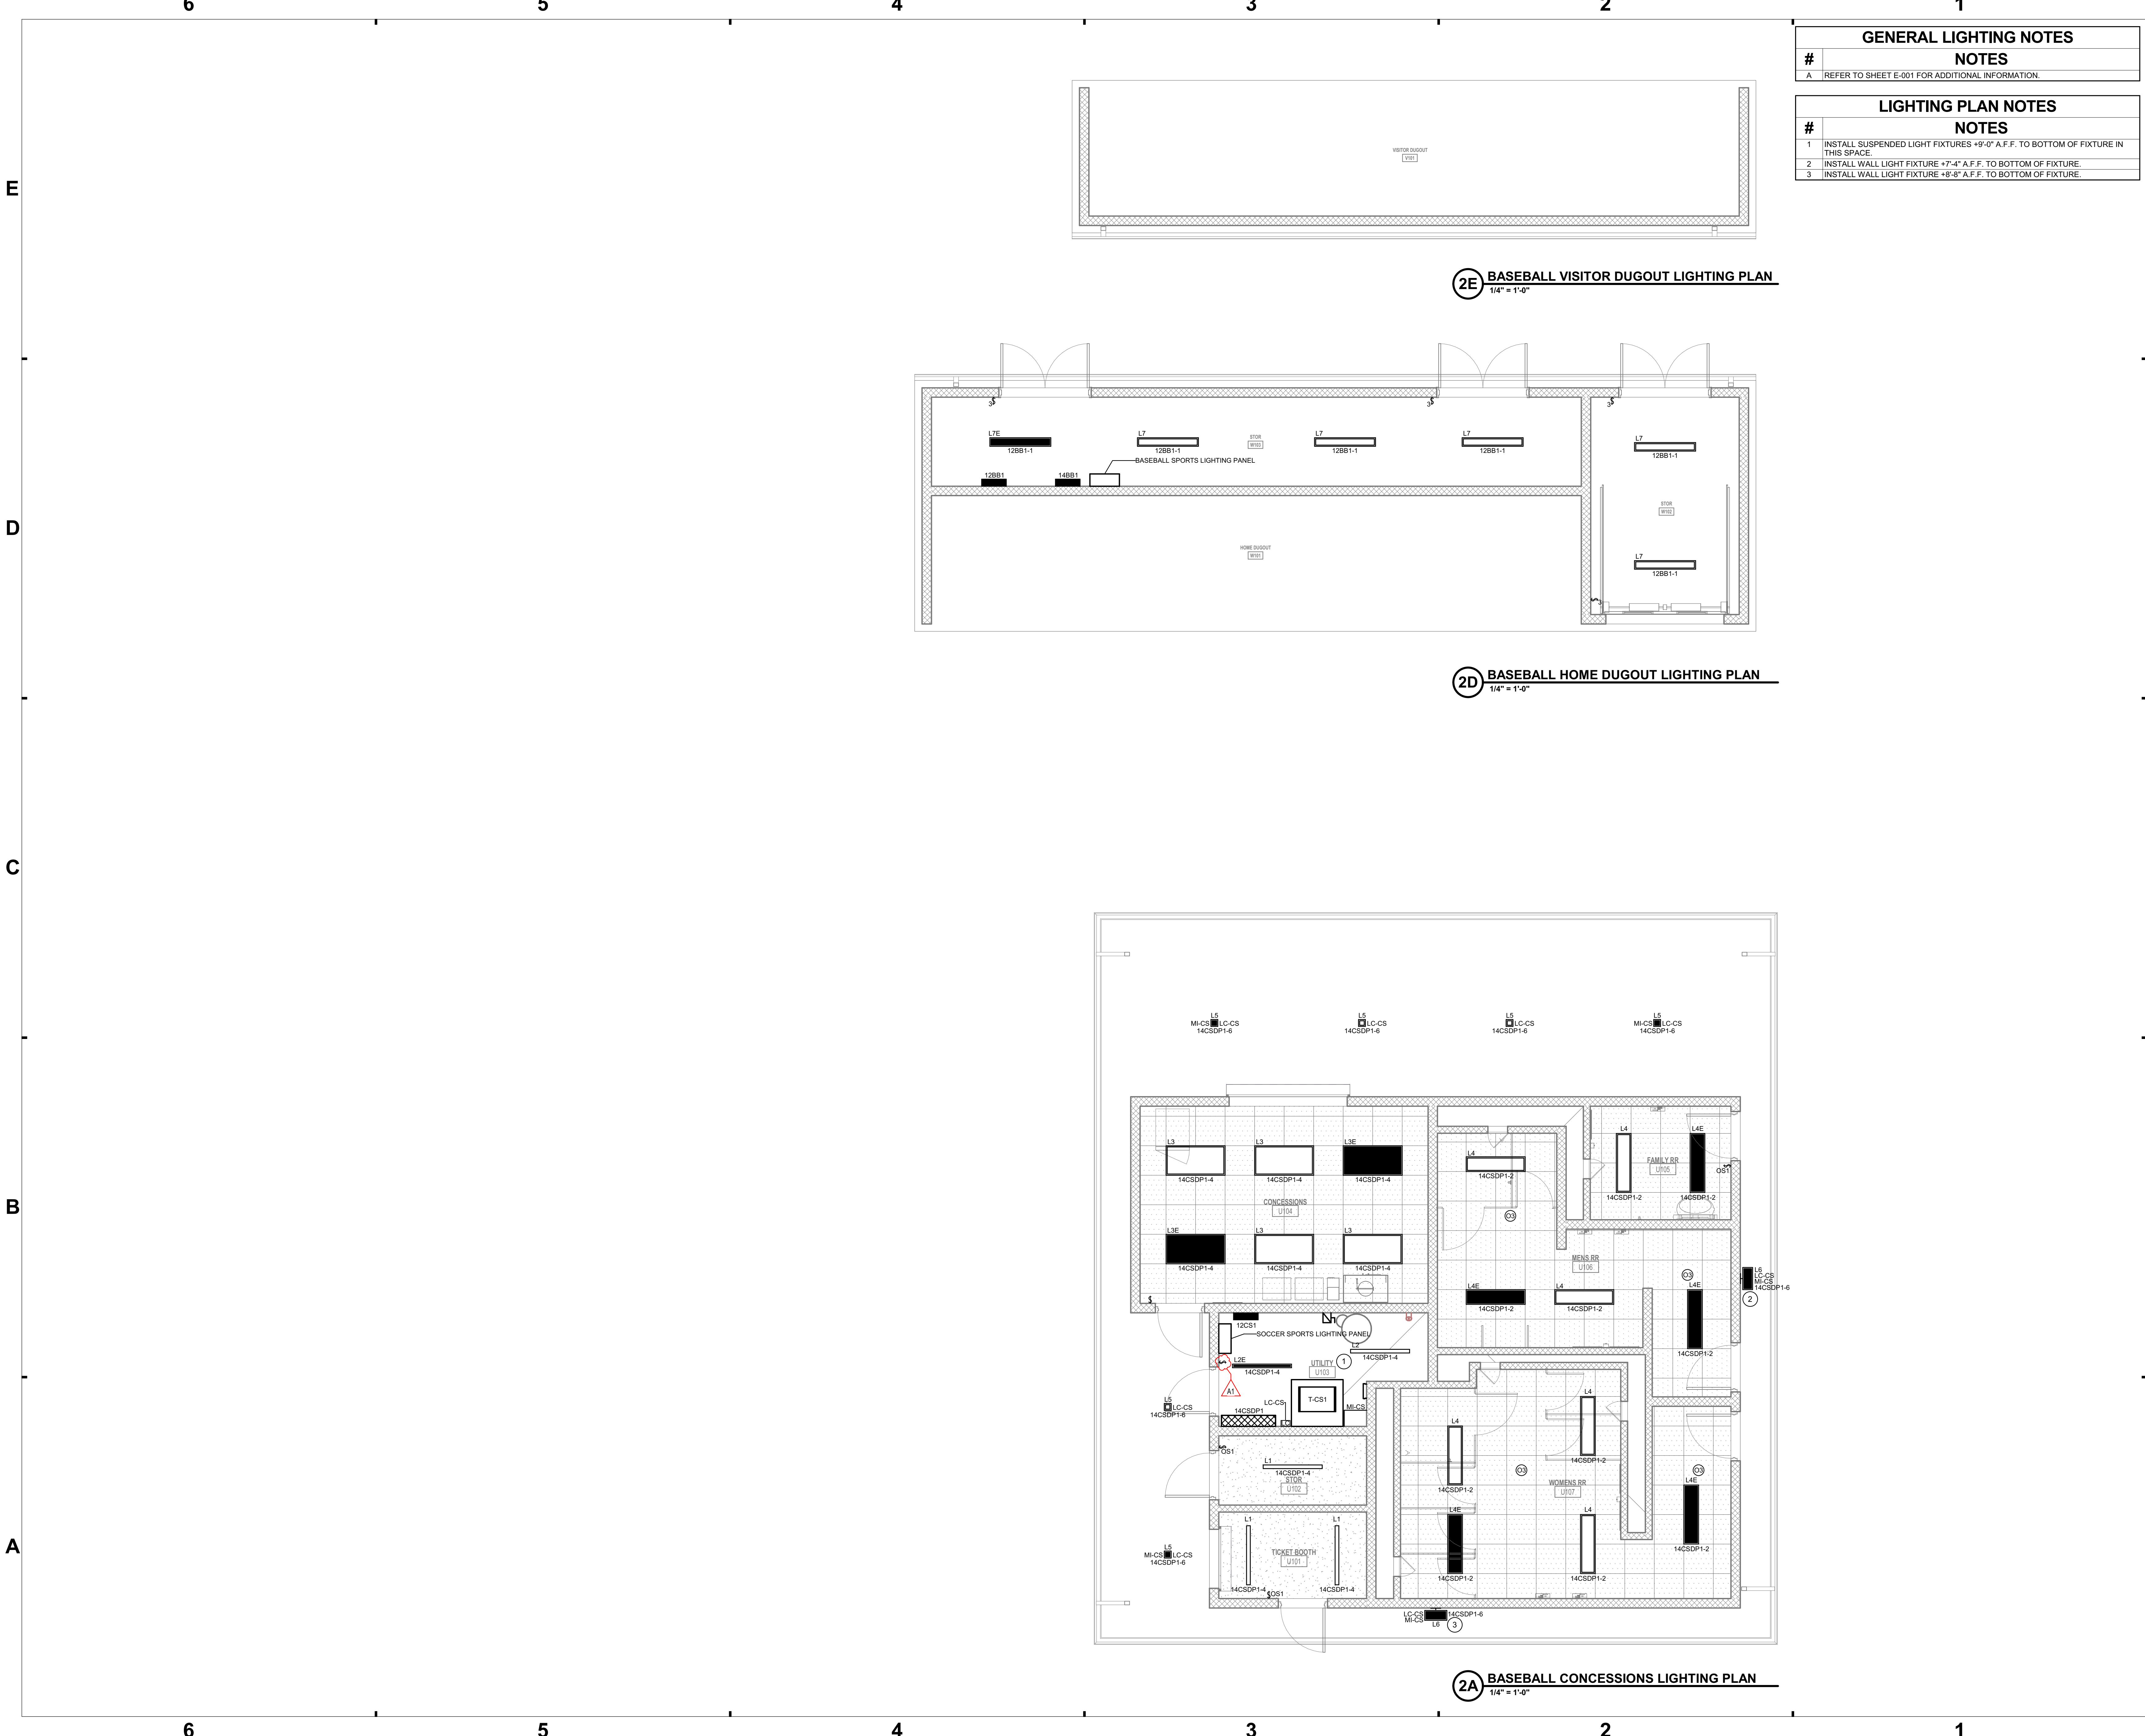 6 5 4 3 2 1
GENERAL LIGHTING NOTES
# NOTES
A REFER TO SHEET E-001 FOR ADDITIONAL INFORMATION.
LIGHTING PLAN NOTES
# NOTES
1 INSTALL SUSPENDED LIGHT FIXTURES +9'-0" A.F.F. TO BOTTOM OF FIXTURE IN
THIS SPACE.
2 INSTALL WALL LIGHT FIXTURE +7'-4" A.F.F. TO BOTTOM OF FIXTURE.
3 INSTALL WALL LIGHT FIXTURE +8'-8" A.F.F. TO BOTTOM OF FIXTURE.
VISITOR DUGOUT
V101
E
2E BASEBALL VISITOR DUGOUT LIGHTING PLAN
1/4" = 1'-0"
3 3 3
L7E L7 L7 L7 L7
STOR
W103
12BB1-1 12BB1-1 12BB1-1 12BB1-1 12BB1-1
BASEBALL SPORTS LIGHTING PANEL
12BB1 14BB1
STOR
W102
D
HOME DUGOUT
W101
L7
12BB1-1
3
2D BASEBALL HOME DUGOUT LIGHTING PLAN
1/4" = 1'-0"
C
L5 L5 L5 L5
MI-CS LC-CS LC-CS LC-CS MI-CS LC-CS
14CSDP1-6 14CSDP1-6 14CSDP1-6 14CSDP1-6
L3 L3 L3E L4 L4 L4E
FAMILY RR
U105
OS1
14CSDP1-4 14CSDP1-4 14CSDP1-4 14CSDP1-2
14CSDP1-2 14CSDP1-2
CONCESSIONS
U104
B
O3
L3E L3 L3
14CSDP1-4 14CSDP1-4 14CSDP1-4
MENS RR
U106
O3
L4E L4 L4E
14CSDP1-2 14CSDP1-2 14CSDP1-2
L6
LC-CS
MI-CS
14CSDP1-6
2
12CS1
SOCCER SPORTS LIGHTING PANEL
L2
14CSDP1-4
L2E
14CSDP1-4
UTILITY
U103
1
A1
T-CS1
LC-CS MI-CS
14CSDP1
L5
LC-CS
14CSDP1-6
OS1
L1
14CSDP1-4
STOR
U102
L4 L4
14CSDP1-2 14CSDP1-2
O3 O3
WOMENS RR
U107
L4E L4 L4E
14CSDP1-2 14CSDP1-2 14CSDP1-2
L1 L1
TICKET BOOTH
U101
14CSDP1-4 14CSDP1-4
OS1
A
L5
MI-CS LC-CS
14CSDP1-6
LC-CS 14CSDP1-6
MI-CS
L6 3
2A BASEBALL CONCESSIONS LIGHTING PLAN
1/4" = 1'-0"
6 5 4 3 2 1